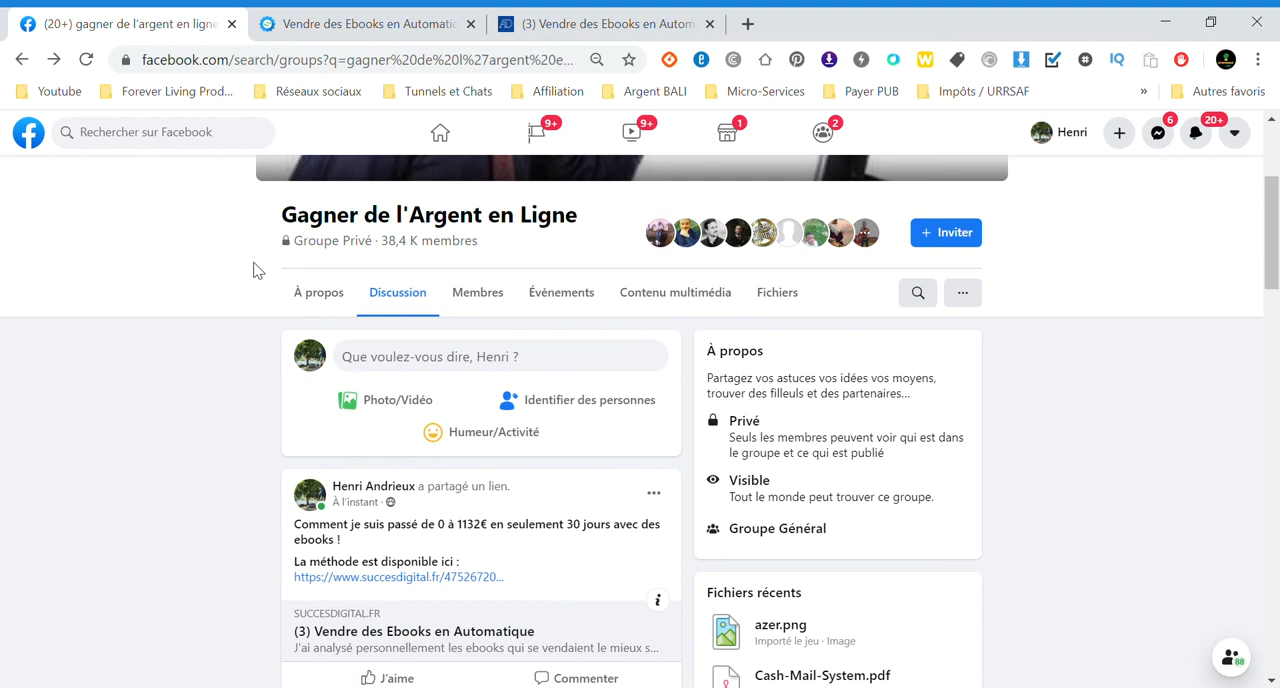 (20+) gagner de l'argent en ligne
Vendre des Ebooks en Automatiq
(3) Vendre des Ebooks en Autom
facebook.com/search/groups?q=gagner%20de%20l%27argent%20e...
Youtube
Forever Living Prod...
Réseaux sociaux
Tunnels et Chats
Affiliation
Argent BALI
Micro-Services
Payer PUB
Impôts / URRSAF
»
Autres favoris
Rechercher sur Facebook
9+
9+
1
2
Henri
6
20+
Gagner de l'Argent en Ligne
Groupe Privé · 38,4 K membres
+ Inviter
À propos
Discussion
Membres
Évènements
Contenu multimédia
Fichiers
...
Que voulez-vous dire, Henri ?
Photo/Vidéo
Identifier des personnes
Humeur/Activité
Henri Andrieux a partagé un lien.
À l'instant ·
Comment je suis passé de 0 à 1132€ en seulement 30 jours avec des
ebooks !
La méthode est disponible ici :
https://www.succesdigital.fr/47526720...
SUCCESDIGITAL.FR
(3) Vendre des Ebooks en Automatique
J'ai analysé personnellement les ebooks qui se vendaient le mieux s...
J'aime
Commenter
À propos
Partagez vos astuces vos idées vos moyens,
trouver des filleuls et des partenaires...
Privé
Seuls les membres peuvent voir qui est dans
le groupe et ce qui est publié
Visible
Tout le monde peut trouver ce groupe.
Groupe Général
Fichiers récents
azer.png
Importé le jeu · Image
Cash-Mail-System.pdf
88